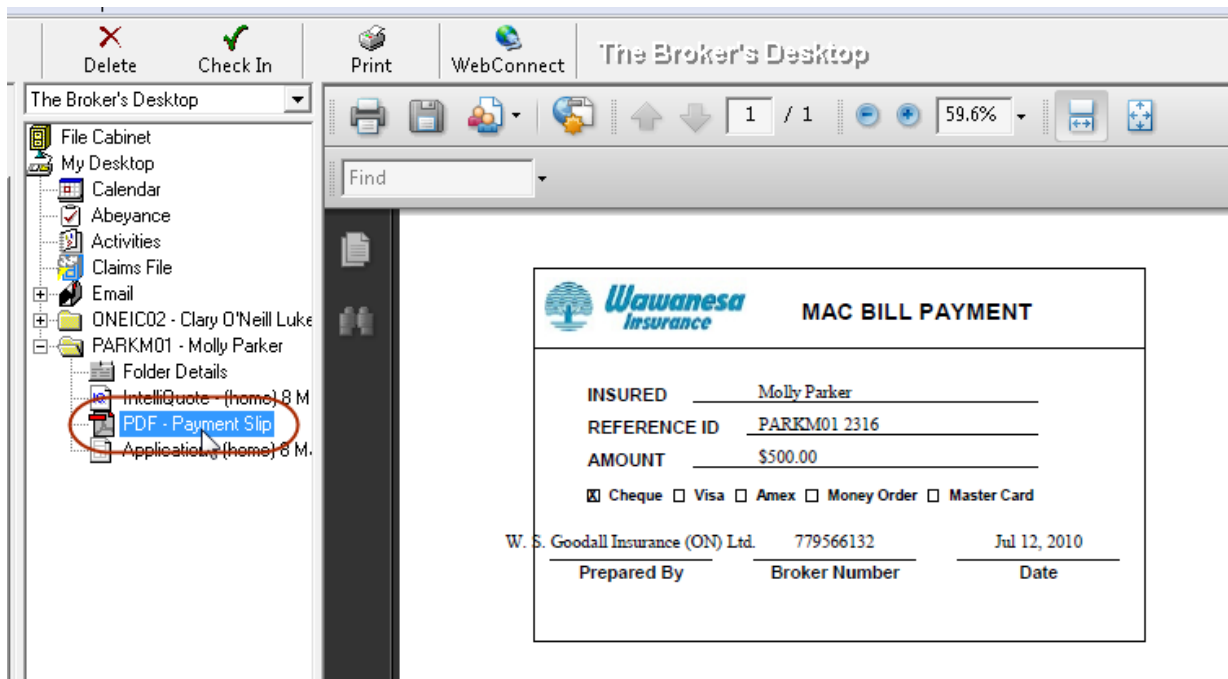 Delete Check In Print WebConnect The Broker's Desktop
The Broker's Desktop
1 / 1 59.6%
Find
File Cabinet
My Desktop
Calendar
Abeyance
Activities
Claims File
Email
ONEIC02 - Clary O'Neill Luke
PARKM01 - Molly Parker
Folder Details
IntelliQuote - (home) 8 M
PDF - Payment Slip
Application (home) 8 M
Wawanesa
Insurance
MAC BILL PAYMENT
INSURED Molly Parker
REFERENCE ID PARKM01 2316
AMOUNT $500.00
X Cheque Visa Amex Money Order Master Card
W. S. Goodall Insurance (ON) Ltd. 779566132 Jul 12, 2010
Prepared By Broker Number Date